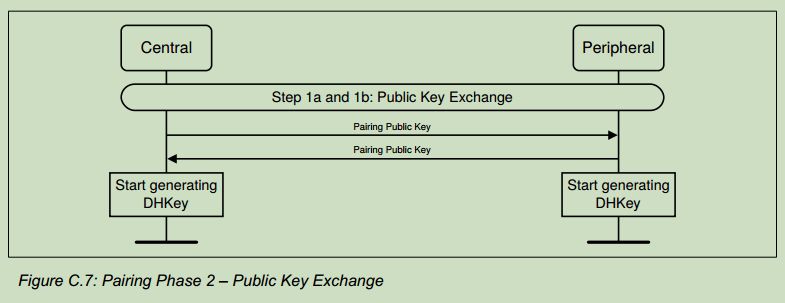 Central
Peripheral
Step 1a and 1b: Public Key Exchange
Pairing Public Key
Pairing Public Key
Start generating
DHKey
Start generating
DHKey
Figure C.7: Pairing Phase 2 – Public Key Exchange